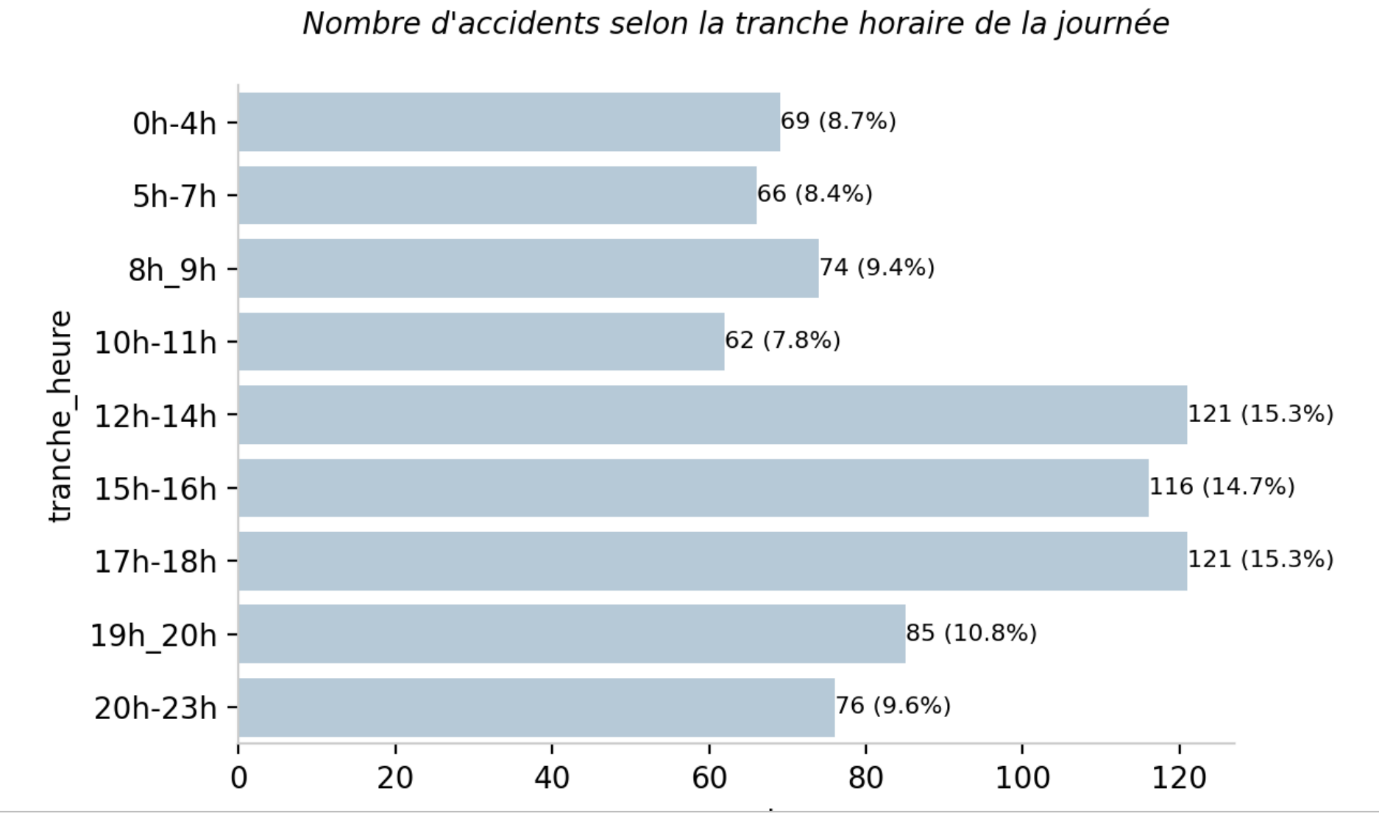 Nombre d'accidents selon la tranche horaire de la journée
tranche_heure
0h-4h 69 (8.7%)
5h-7h 66 (8.4%)
8h_9h 74 (9.4%)
10h-11h 62 (7.8%)
12h-14h 121 (15.3%)
15h-16h 116 (14.7%)
17h-18h 121 (15.3%)
19h_20h 85 (10.8%)
20h-23h 76 (9.6%)
0 20 40 60 80 100 120